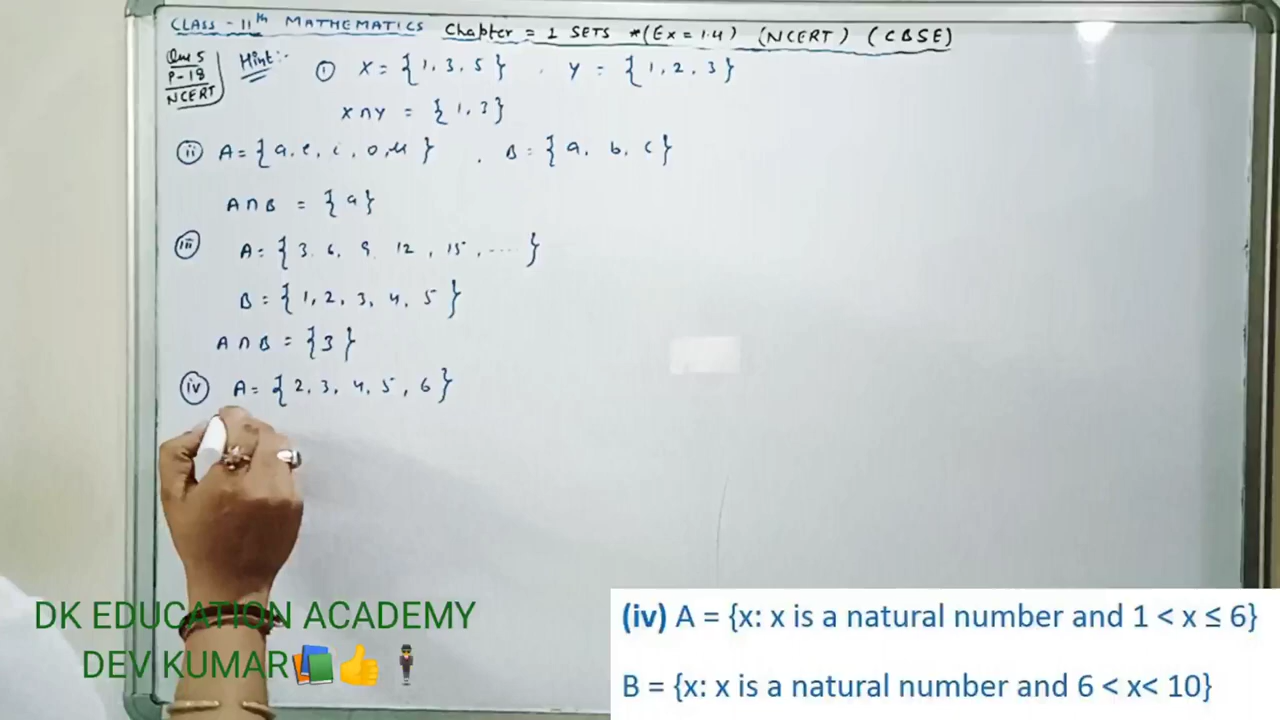 CLASS - 11th MATHEMATICS Chapter = 1 SETS *(Ex = 1.4) (NCERT) (CBSE)
Que 5
P-18
NCERT
Hint:-
(i) X = {1, 3, 5} , Y = {1, 2, 3}
X ∩ Y = {1, 3}
(ii) A = {a, e, i, o, u} , B = {a, b, c}
A ∩ B = {a}
(iii) A = {3, 6, 9, 12, 15, ....}
B = {1, 2, 3, 4, 5}
A ∩ B = {3}
(iv) A = {2, 3, 4, 5, 6}
DK EDUCATION ACADEMY
DEV KUMAR📚👍🕴
(iv) A = {x: x is a natural number and 1 < x ≤ 6}
B = {x: x is a natural number and 6 < x< 10}